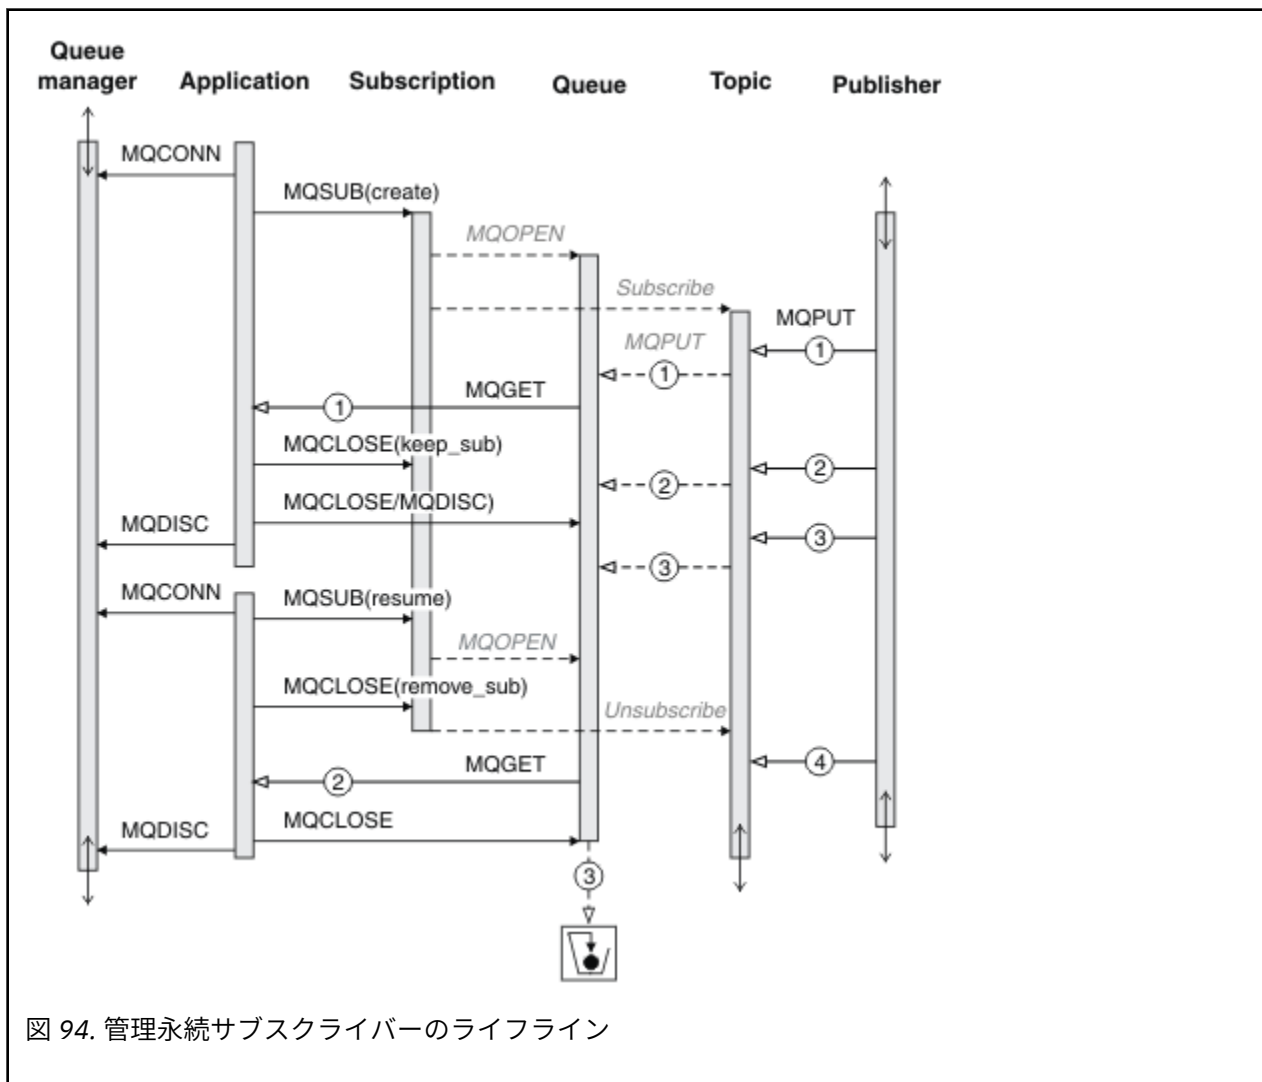 Queue
manager
Application
Subscription
Queue
Topic
Publisher
MQCONN
MQSUB(create)
MQOPEN
Subscribe
MQPUT
1
MQPUT
1
MQGET
1
MQCLOSE(keep_sub)
2
2
MQCLOSE/MQDISC)
MQDISC
3
3
MQCONN
MQSUB(resume)
MQOPEN
MQCLOSE(remove_sub)
Unsubscribe
4
MQGET
2
MQCLOSE
MQDISC
3
図 94. 管理永続サブスクライバーのライフライン